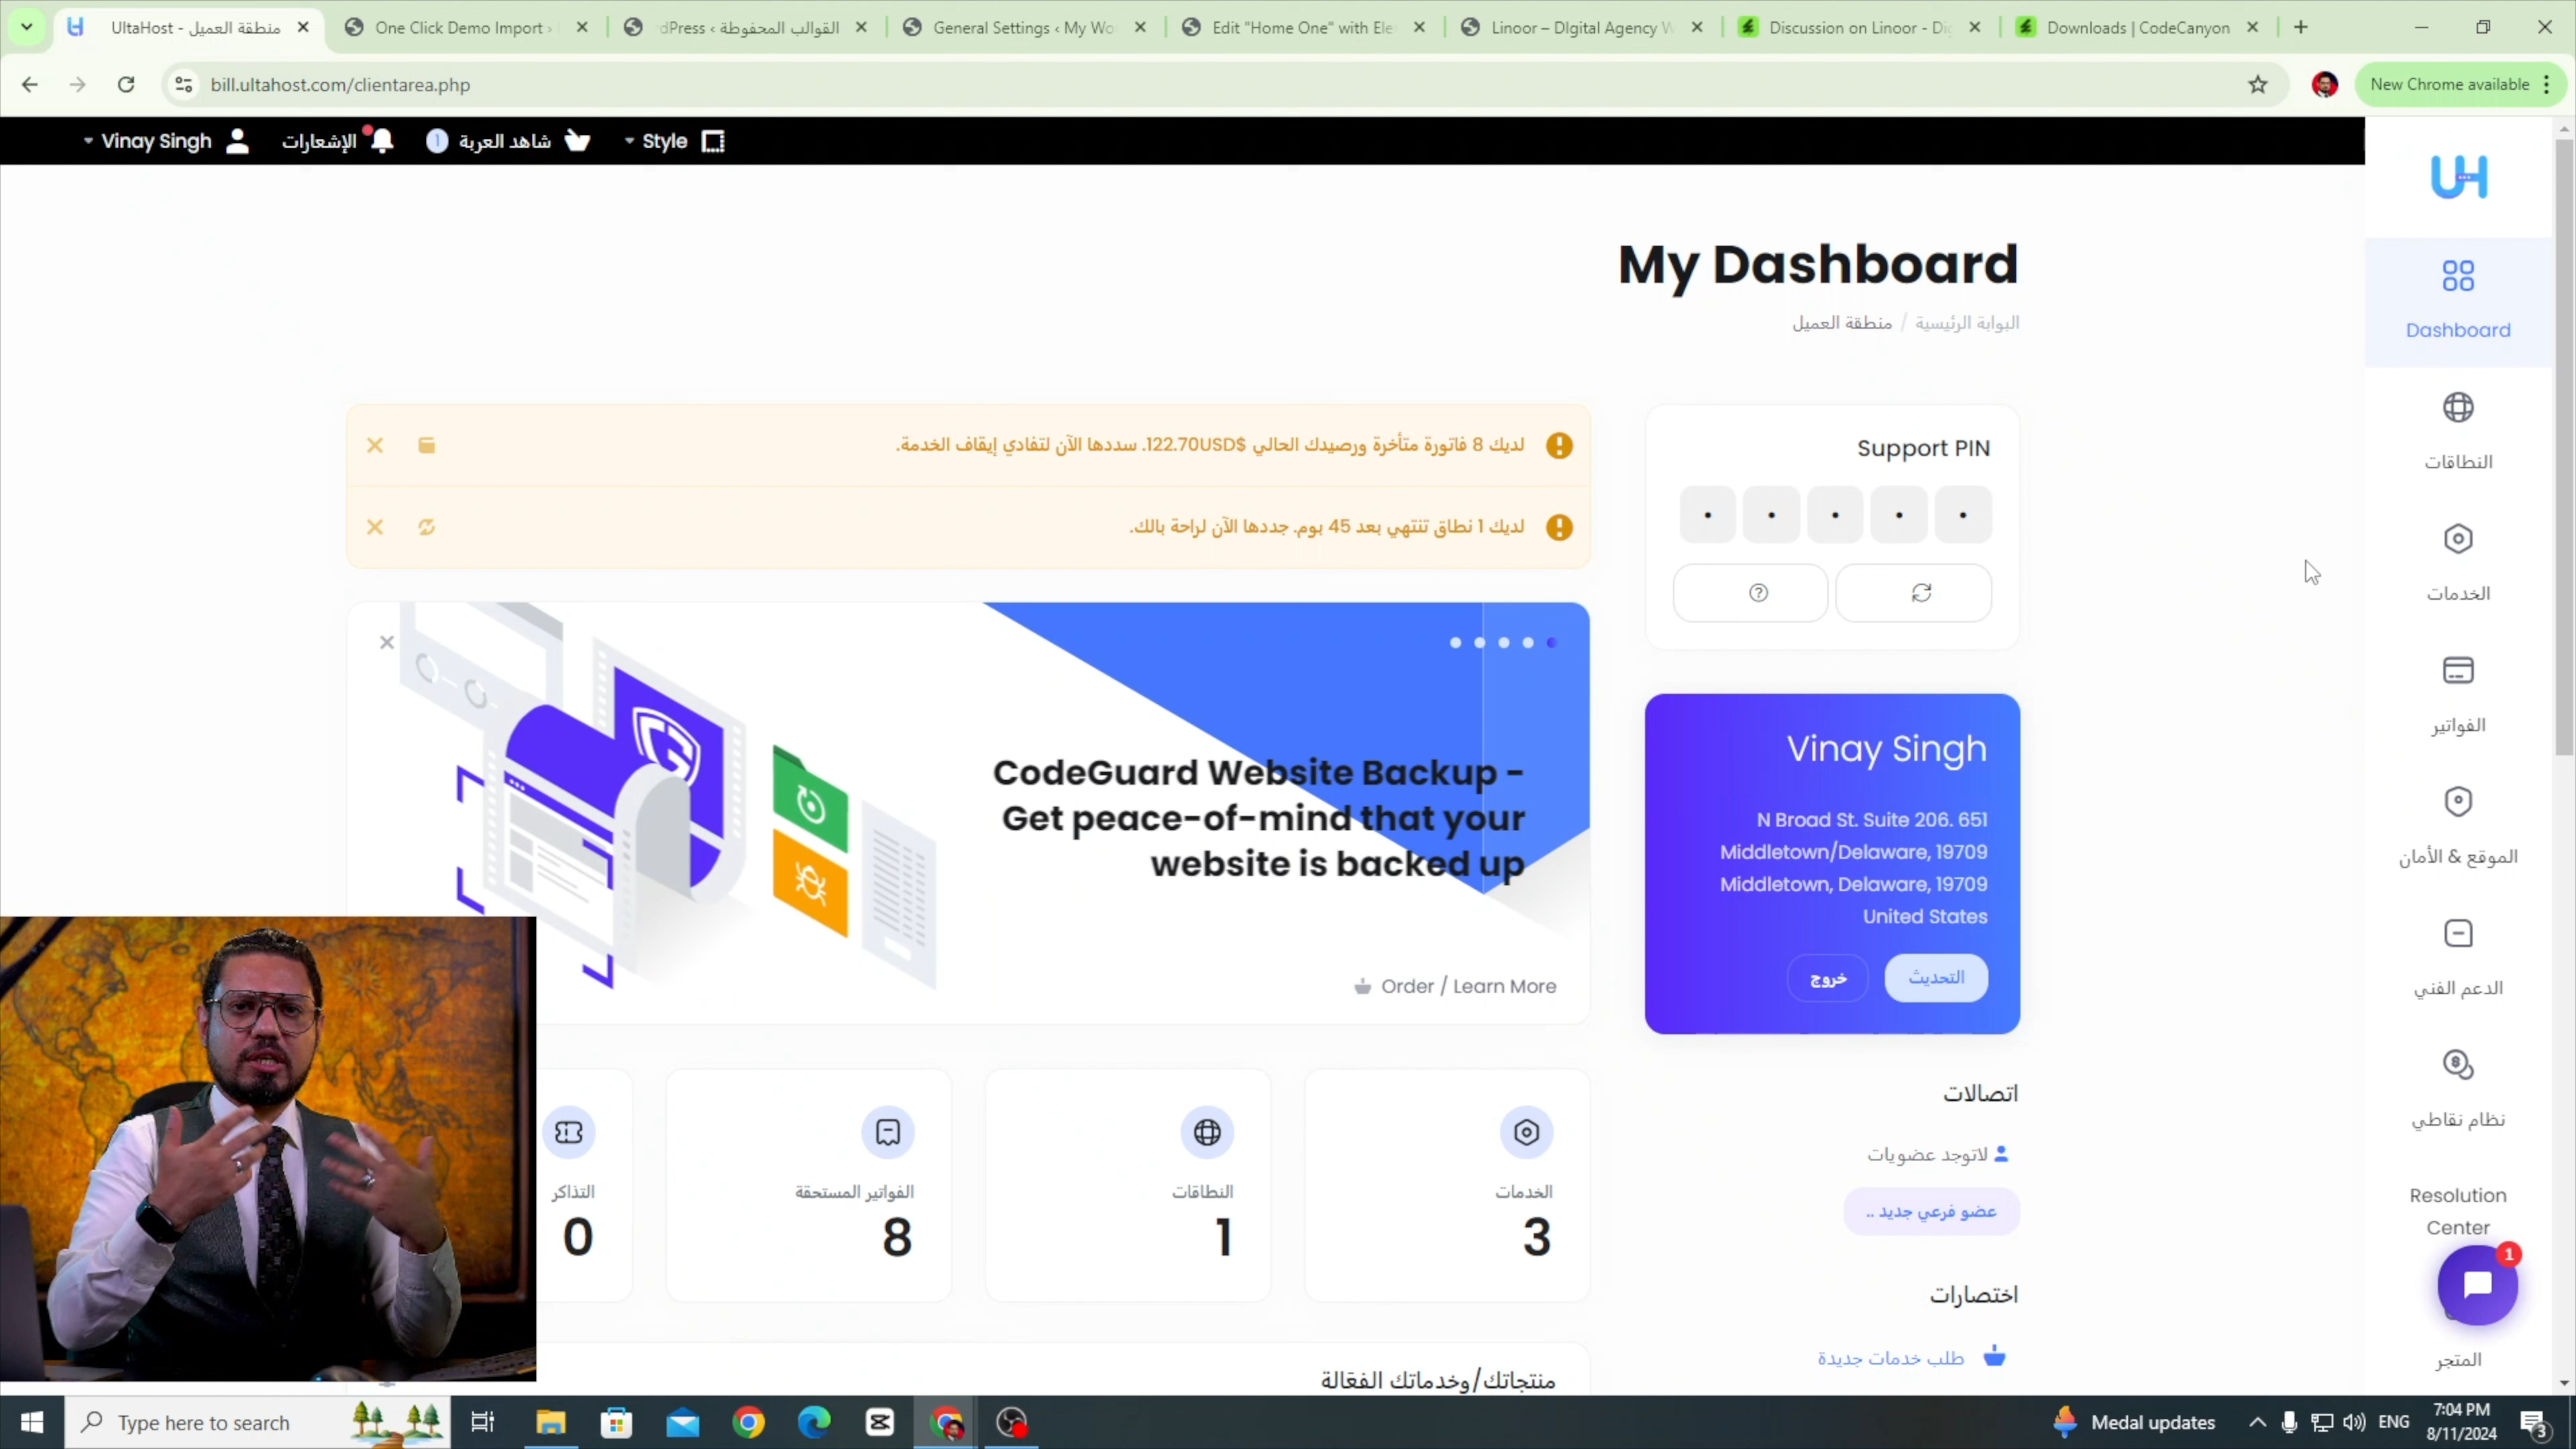 UltaHost - منطقة العميل
One Click Demo Import ›
القوالب المحفوظة ‹ dPress
General Settings ‹ My Wo
Edit "Home One" with Ele
Linoor – DIgital Agency W
Discussion on Linoor - Dig
Downloads | CodeCanyon
bill.ultahost.com/clientarea.php
New Chrome available
Vinay Singh
الإشعارات
شاهد العربة
1
Style
UH
My Dashboard
البوابة الرئيسية / منطقة العميل
Dashboard
النطاقات
الخدمات
الفواتير
الموقع & الأمان
الدعم الفني
نظام نقاطي
Resolution
Center
1
المتجر
لديك 8 فاتورة متأخرة ورصيدك الحالي $122.70USD. سددها الآن لتفادي إيقاف الخدمة.
لديك 1 نطاق تنتهي بعد 45 يوم. جددها الآن لراحة بالك.
Support PIN
CodeGuard Website Backup -
Get peace-of-mind that your
website is backed up
Order / Learn More
Vinay Singh
N Broad St. Suite 206. 651
Middletown/Delaware, 19709
Middletown, Delaware, 19709
United States
التحديث
خروج
الخدمات
3
النطاقات
1
الفواتير المستحقة
8
التذاكر
0
اتصالات
لاتوجد عضويات
عضو فرعي جديد ..
اختصارات
طلب خدمات جديدة
منتجاتك/وخدماتك الفعّالة
Type here to search
Medal updates
ENG
7:04 PM
8/11/2024
3